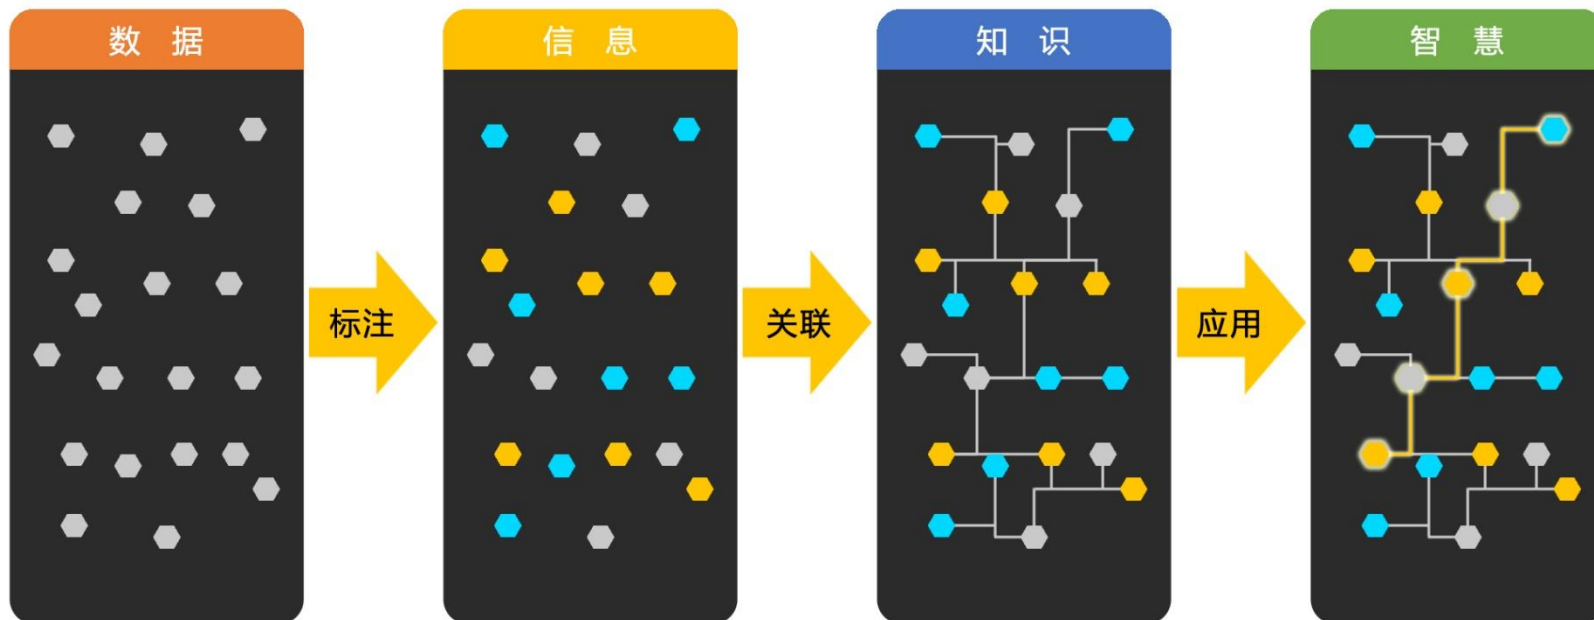 数 据
信 息
知 识
智 慧
标注
关联
应用